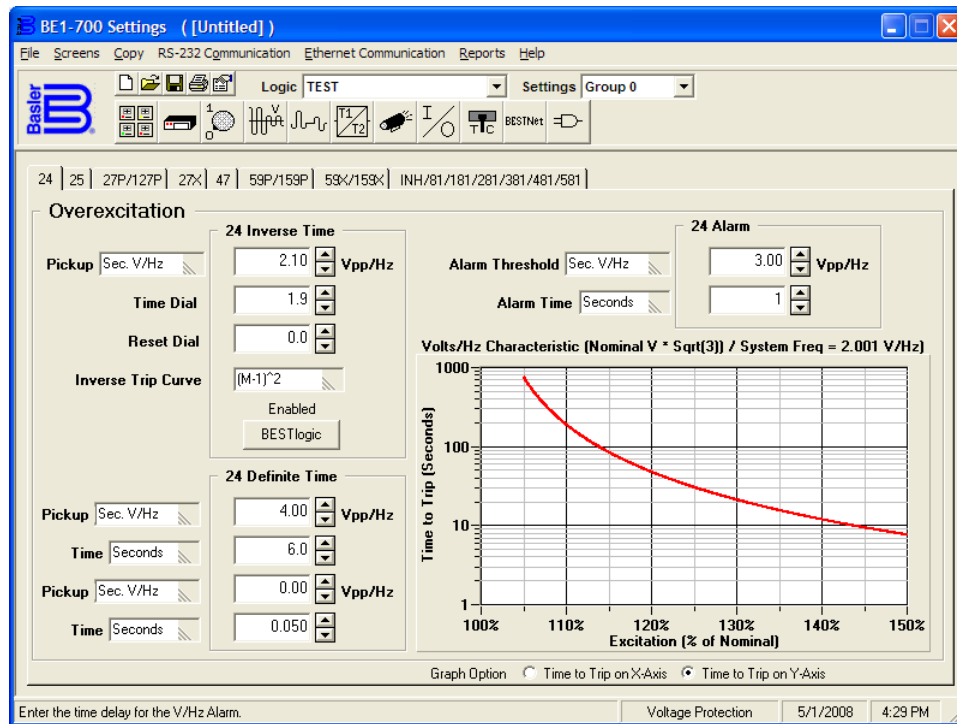 BE1-700 Settings ( [Untitled] )
File Screens Copy RS-232 Communication Ethernet Communication Reports Help
Basler
Logic TEST Settings Group 0
1 0 V T1 T2 I O T C BESTNet
24 25 27P/127P 27X 47 59P/159P 59X/159X INH/81/181/281/381/481/581
Overexcitation
24 Inverse Time
Pickup Sec. V/Hz 2.10 Vpp/Hz
Time Dial 1.9
Reset Dial 0.0
Inverse Trip Curve (M-1)^2
Enabled
BESTlogic
24 Alarm
Alarm Threshold Sec. V/Hz 3.00 Vpp/Hz
Alarm Time Seconds 1
24 Definite Time
Pickup Sec. V/Hz 4.00 Vpp/Hz
Time Seconds 6.0
Pickup Sec. V/Hz 0.00 Vpp/Hz
Time Seconds 0.050
Volts/Hz Characteristic (Nominal V * Sqrt(3)) / System Freq = 2.001 V/Hz)
Time to Trip (Seconds)
1000
100
10
1
100% 110% 120% 130% 140% 150%
Excitation (% of Nominal)
Graph Option Time to Trip on X-Axis Time to Trip on Y-Axis
Enter the time delay for the V/Hz Alarm. Voltage Protection 5/1/2008 4:29 PM